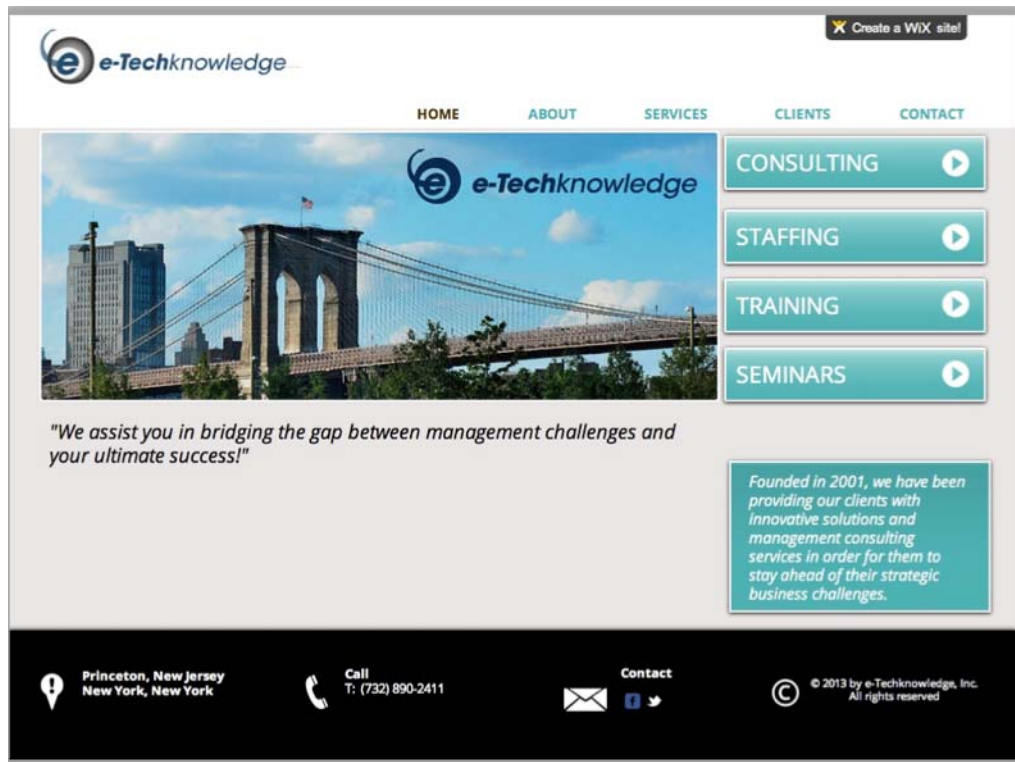 Create a WiX site!
e-Techknowledge
HOME ABOUT SERVICES CLIENTS CONTACT
e-Techknowledge
CONSULTING
STAFFING
TRAINING
SEMINARS
"We assist you in bridging the gap between management challenges and
your ultimate success!"
Founded in 2001, we have been
providing our clients with
innovative solutions and
management consulting
services in order for them to
stay ahead of their strategic
business challenges.
Princeton, New Jersey
New York, New York
Call
T: (732) 890-2411
Contact
© 2013 by e-Techknowledge, Inc.
All rights reserved